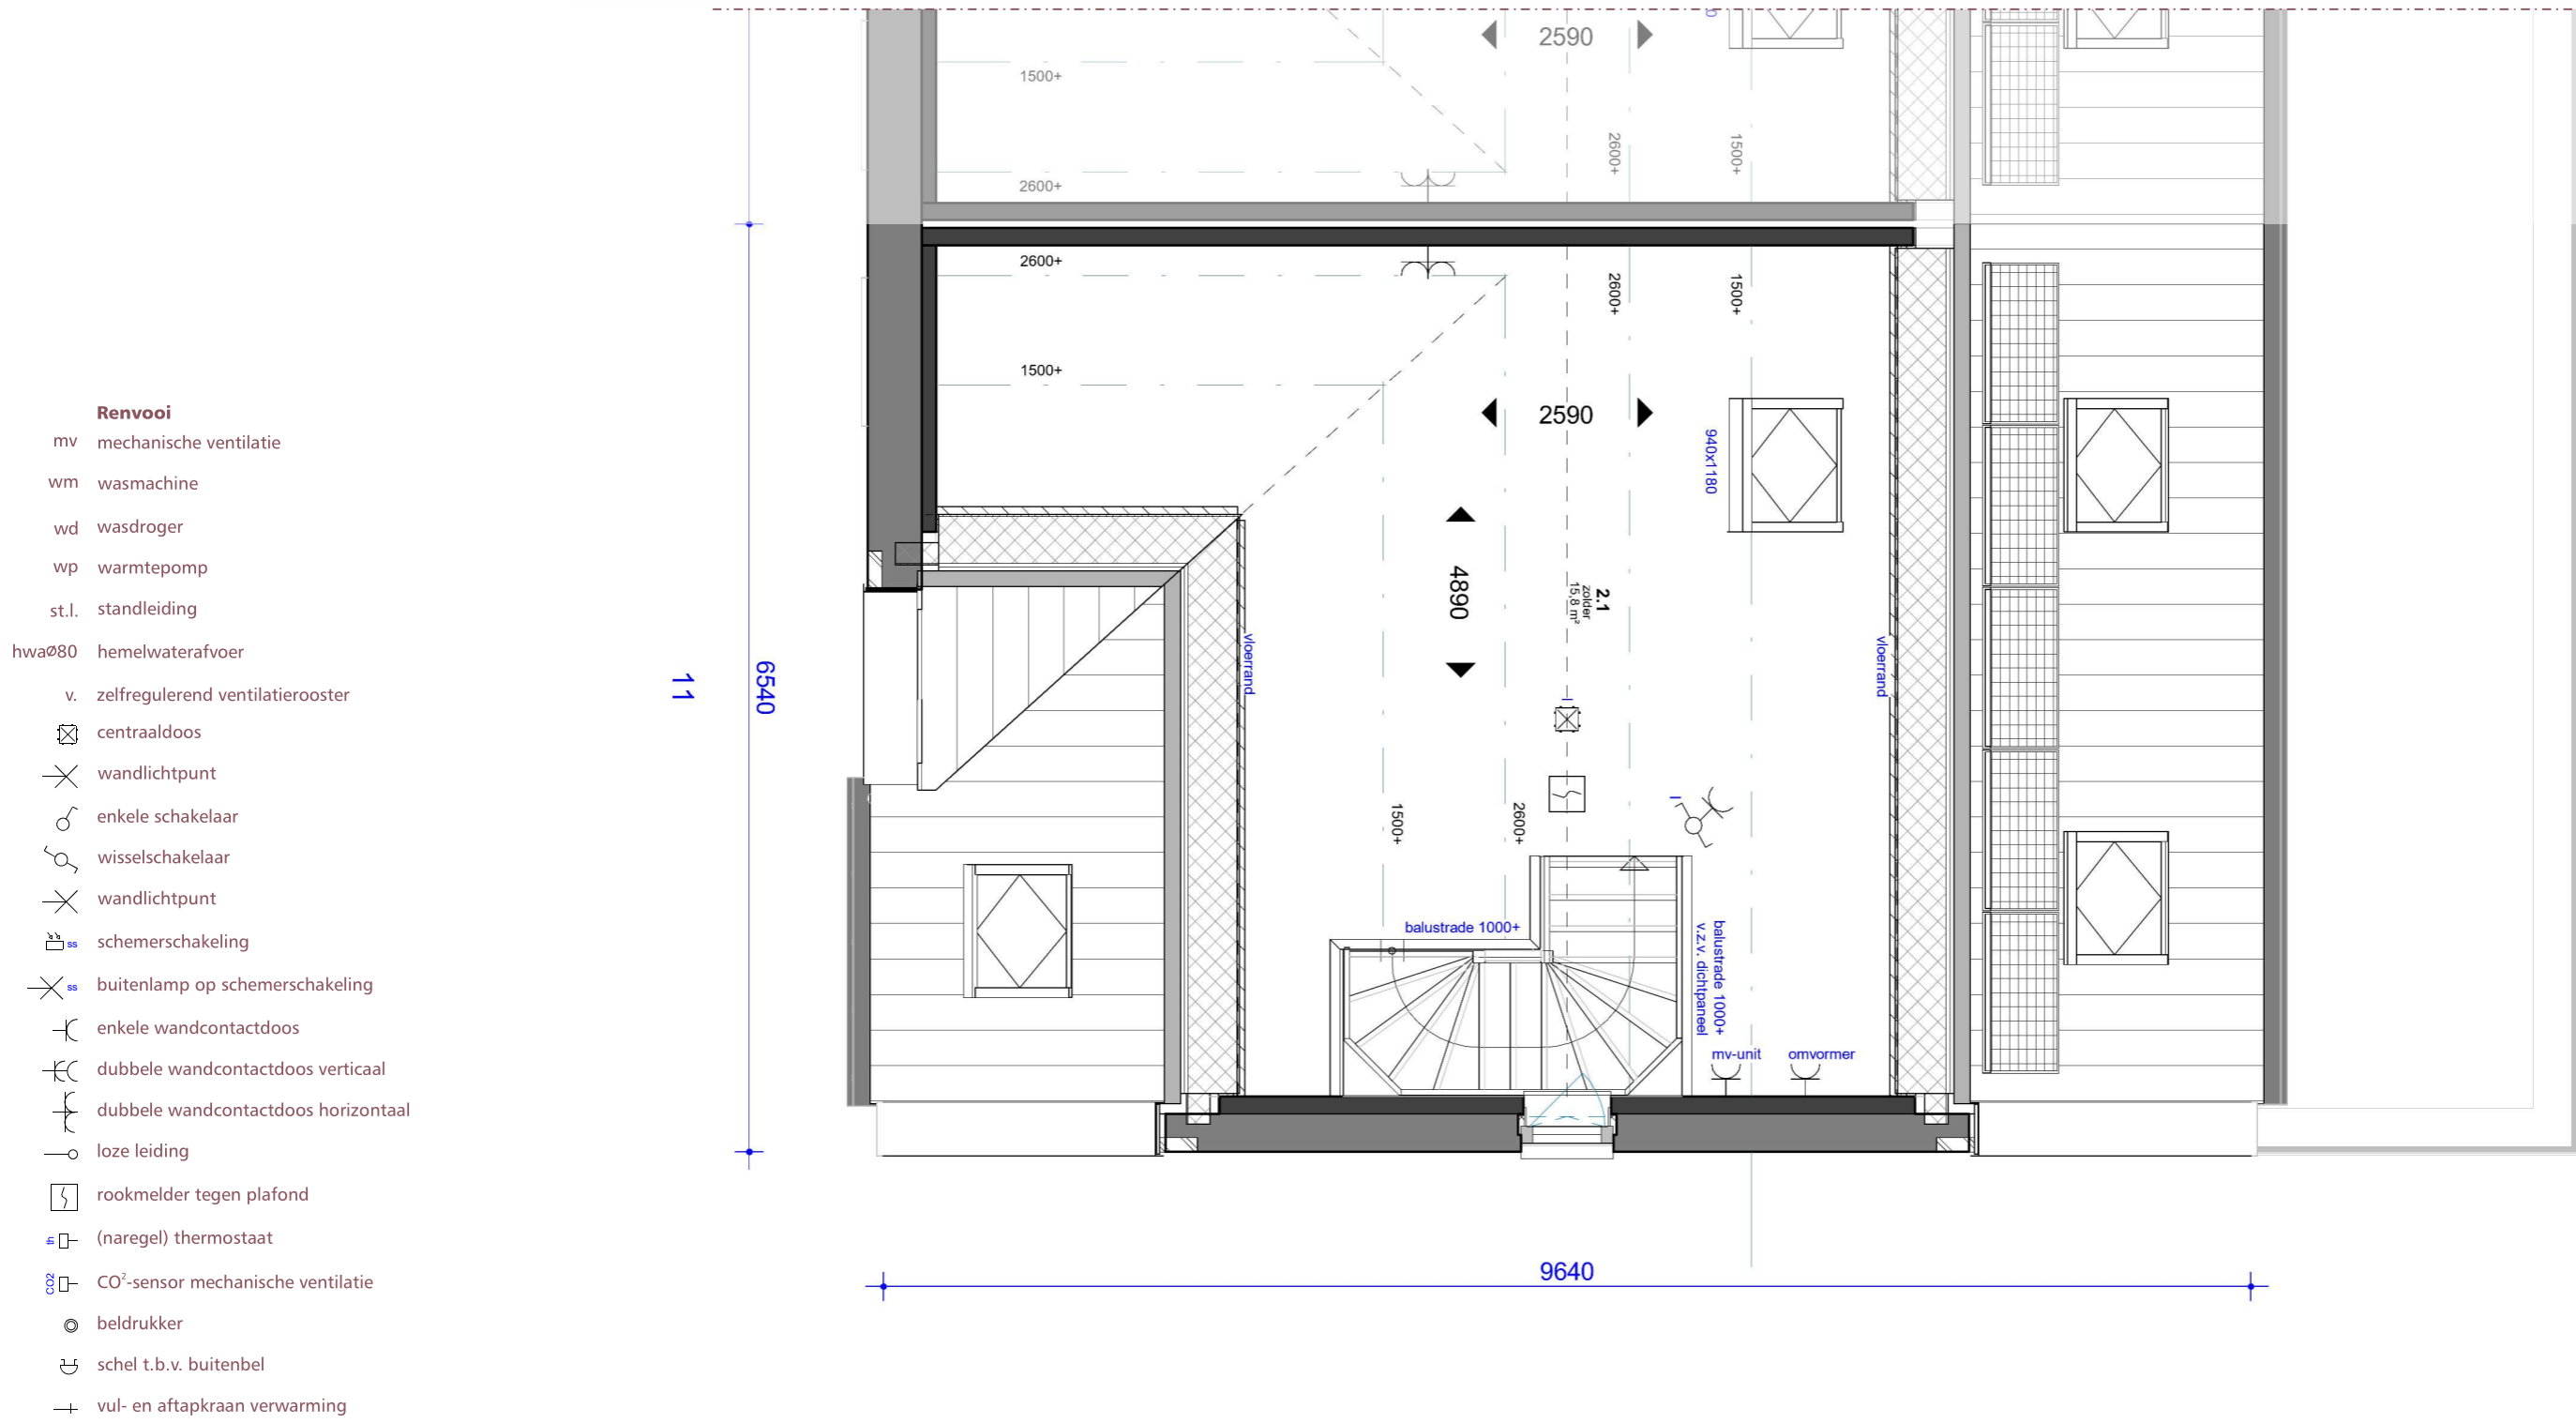 Renvooi
mv mechanische ventilatie
wm wasmachine
wd wasdroger
wp warmtepomp
st.l. standleiding
hwaØ80 hemelwaterafvoer
v. zelfregulerend ventilatierooster
centraaldoos
wandlichtpunt
enkele schakelaar
wisselschakelaar
wandlichtpunt
ss schemerschakeling
ss buitenlamp op schemerschakeling
enkele wandcontactdoos
dubbele wandcontactdoos verticaal
dubbele wandcontactdoos horizontaal
loze leiding
rookmelder tegen plafond
th (naregel) thermostaat
CO2 CO²-sensor mechanische ventilatie
beldrukker
schel t.b.v. buitenbel
vul- en aftapkraan verwarming
2590
1500+
2600+
2600+
1500+
2600+
1500+
2600+
1500+
2590
940x1180
4890
2.1
zolder
15,8 m²
vloerrand
vloerrand
11
6540
1500+
2600+
l
l
balustrade 1000+
balustrade 1000+
v.z.v. dichtpaneel
mv-unit
omvormer
9640